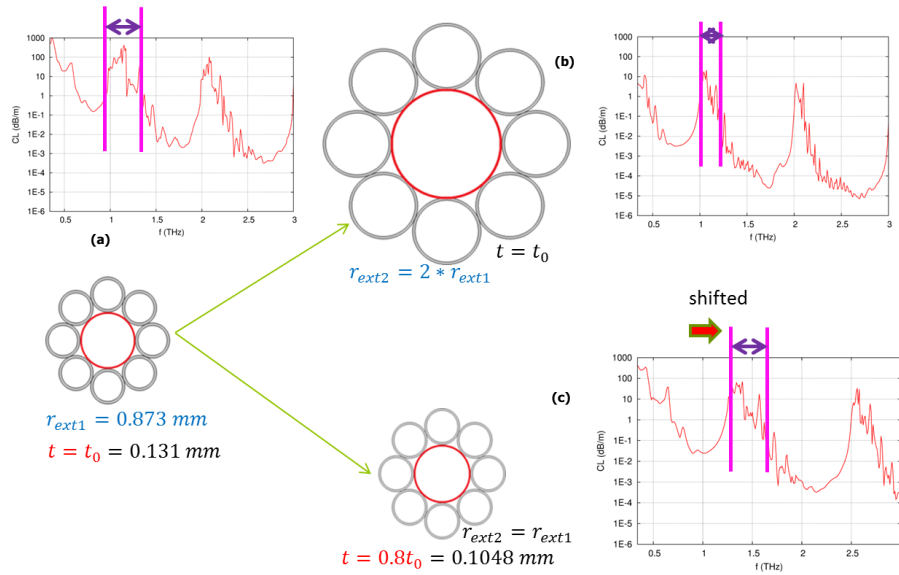 1000
100
10
1
1E-1
1E-2
1E-3
1E-4
1E-5
1E-6
CL (dB/m)
0.5 1 1.5 2 2.5 3
f (THz)
(a)
(b)
t = t₀
r_ext2 = 2 * r_ext1
1000
100
10
1
1E-1
1E-2
1E-3
1E-4
1E-5
1E-6
CL (dB/m)
0.5 1 1.5 2 2.5 3
f (THz)
r_ext1 = 0.873 mm
t = t₀ = 0.131 mm
shifted
(c)
1000
100
10
1
1E-1
1E-2
1E-3
1E-4
1E-5
1E-6
CL (dB/m)
0.5 1 1.5 2 2.5
f (THz)
r_ext2 = r_ext1
t = 0.8t₀ = 0.1048 mm